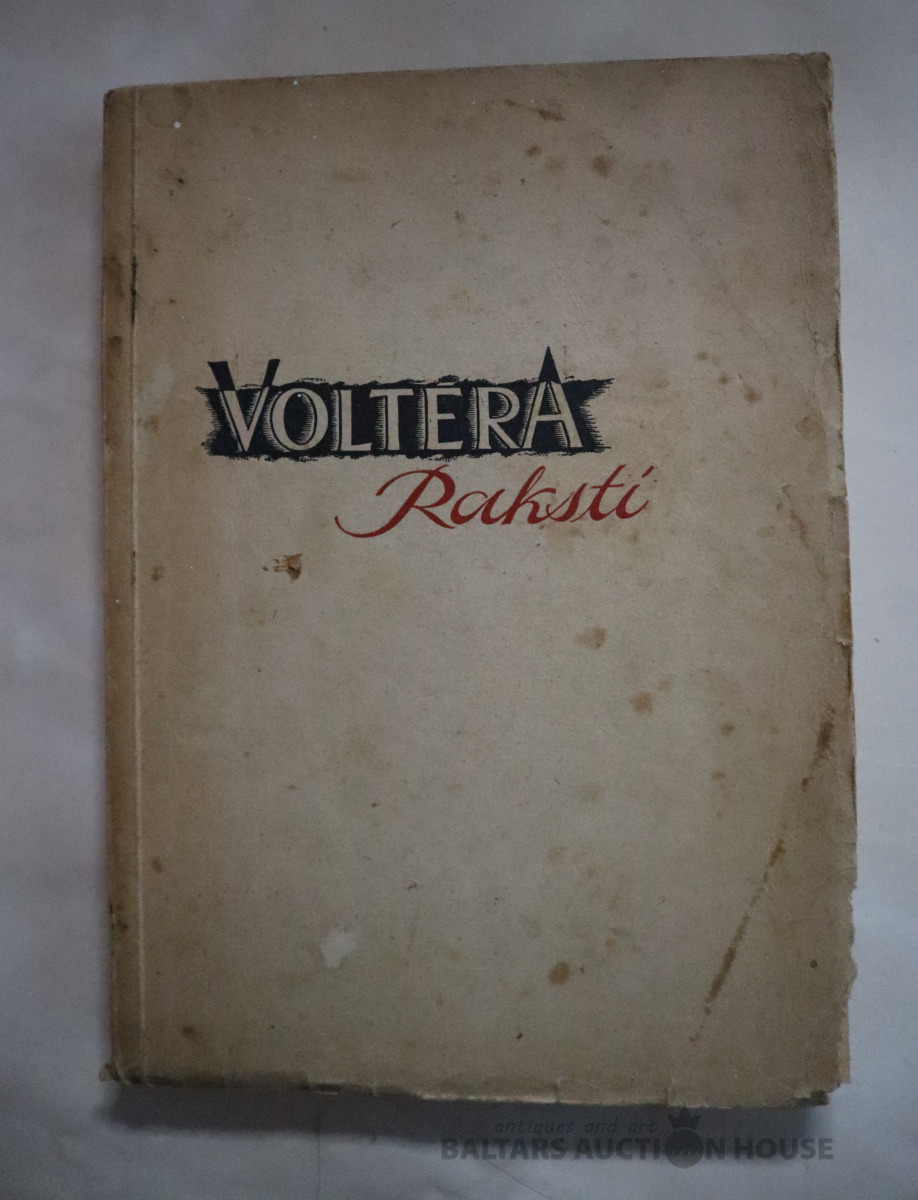 VOLTĒRA
Raksti
antiques and art
BALTARS AUCTION HOUSE